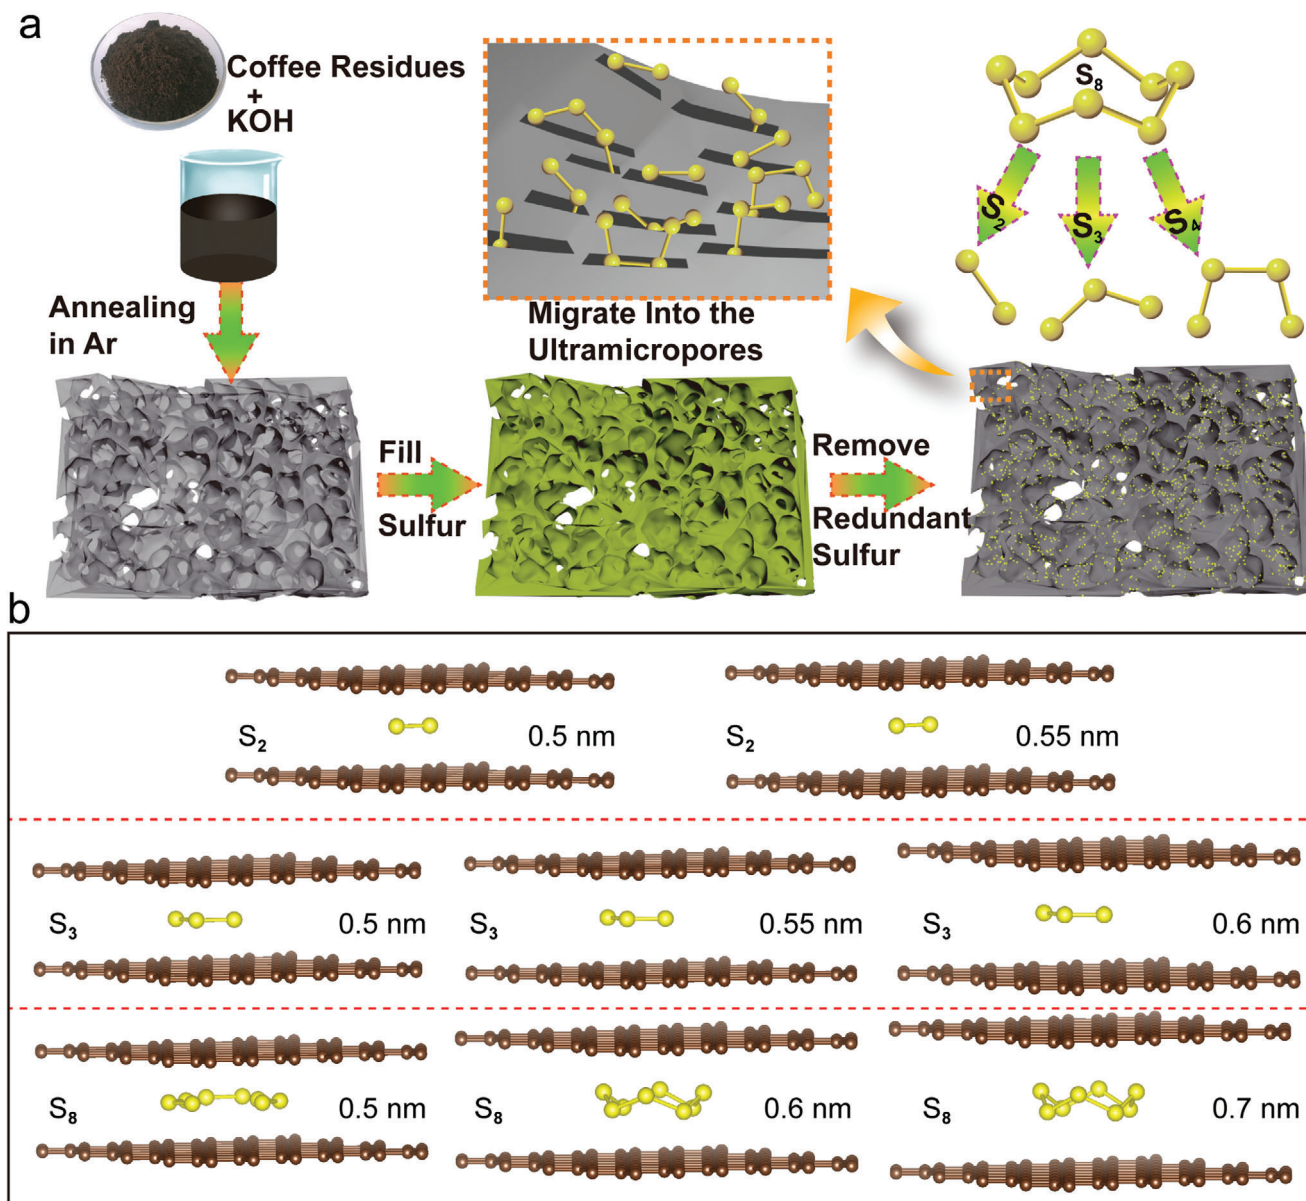 a
Coffee Residues
+
KOH
Annealing
in Ar
Migrate Into the
Ultramicropores
S₈
S₂
S₃
S₄
Fill
Sulfur
Remove
Redundant
Sulfur
b
S₂ 0.5 nm
S₂ 0.55 nm
S₃ 0.5 nm
S₃ 0.55 nm
S₃ 0.6 nm
S₈ 0.5 nm
S₈ 0.6 nm
S₈ 0.7 nm